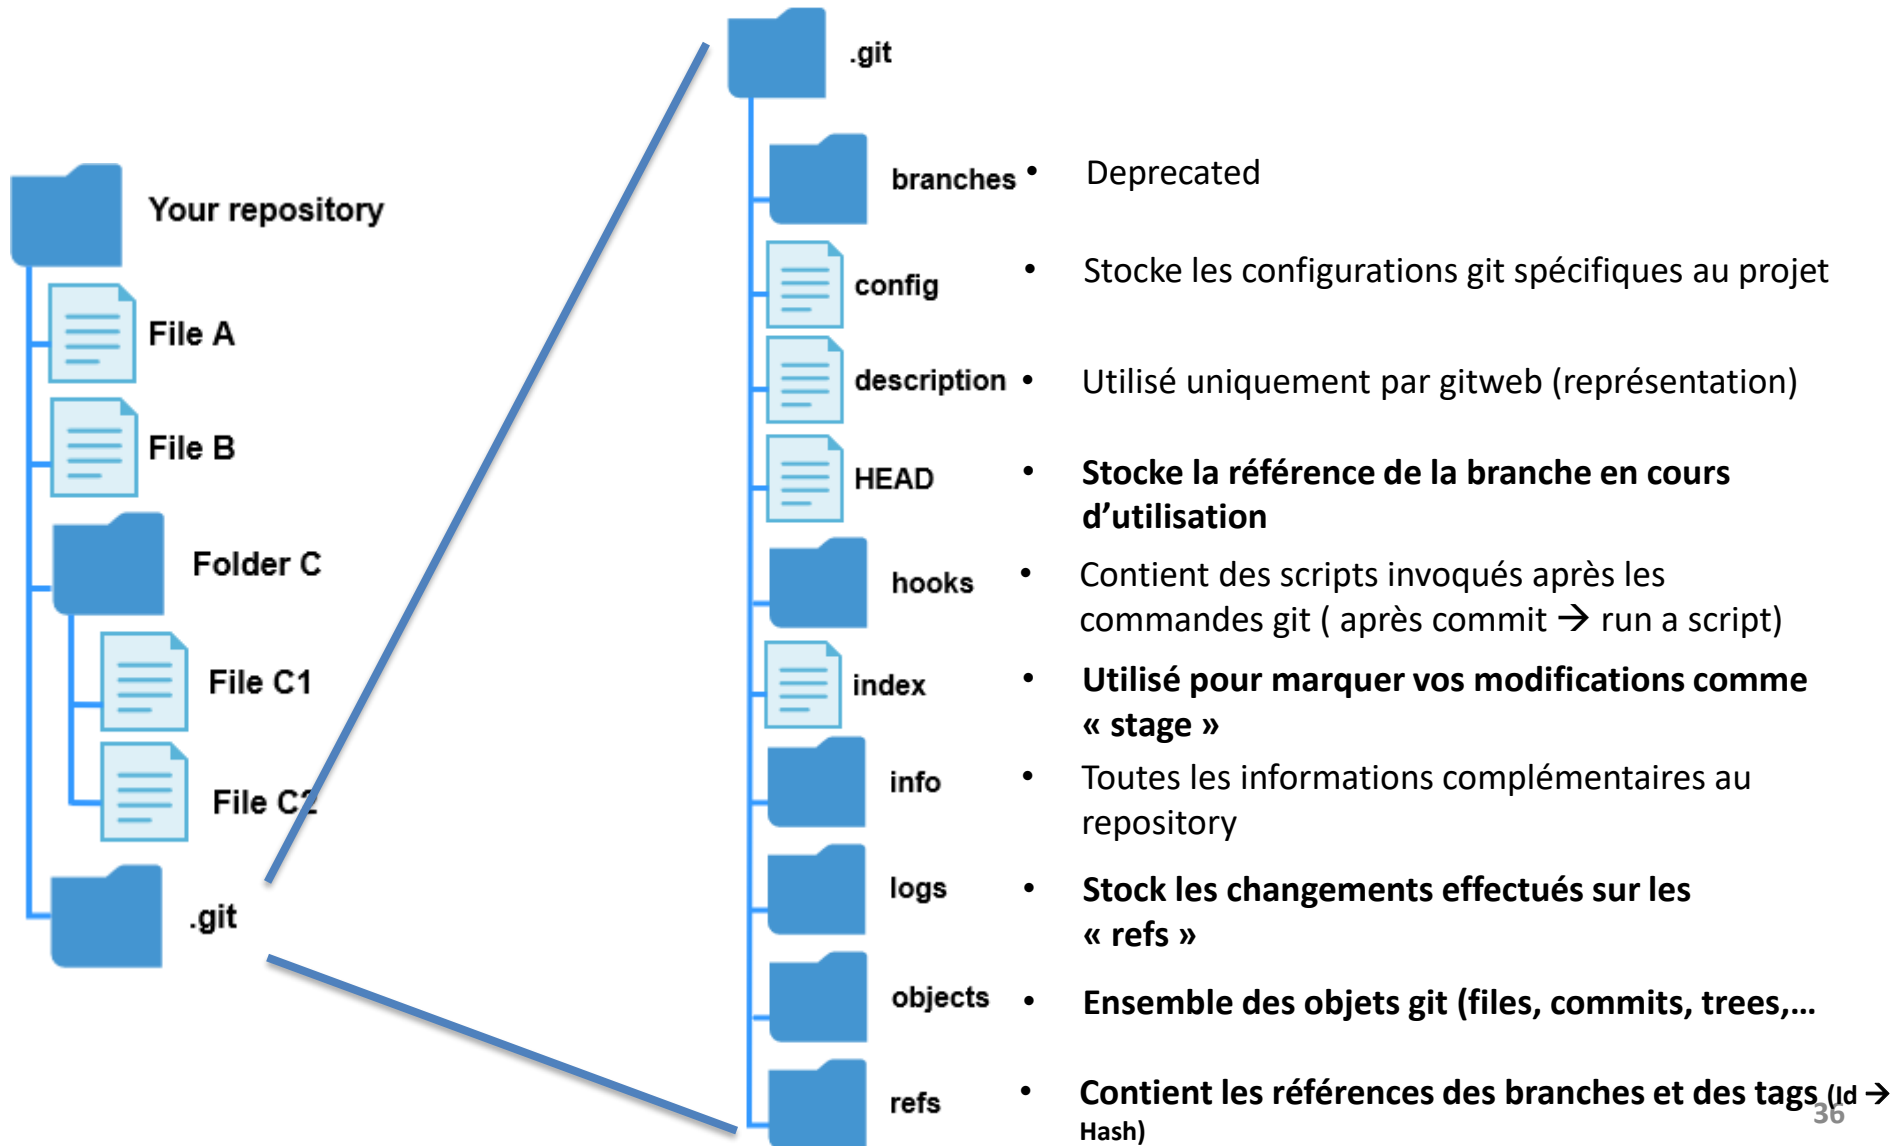 Your repository
File A
File B
Folder C
File C1
File C2
.git
.git
branches • Deprecated
config • Stocke les configurations git spécifiques au projet
description • Utilisé uniquement par gitweb (représentation)
HEAD • Stocke la référence de la branche en cours
d’utilisation
hooks • Contient des scripts invoqués après les
commandes git ( après commit → run a script)
index • Utilisé pour marquer vos modifications comme
« stage »
info • Toutes les informations complémentaires au
repository
logs • Stock les changements effectués sur les
« refs »
objects • Ensemble des objets git (files, commits, trees,…
refs • Contient les références des branches et des tags (Id →
Hash)
36